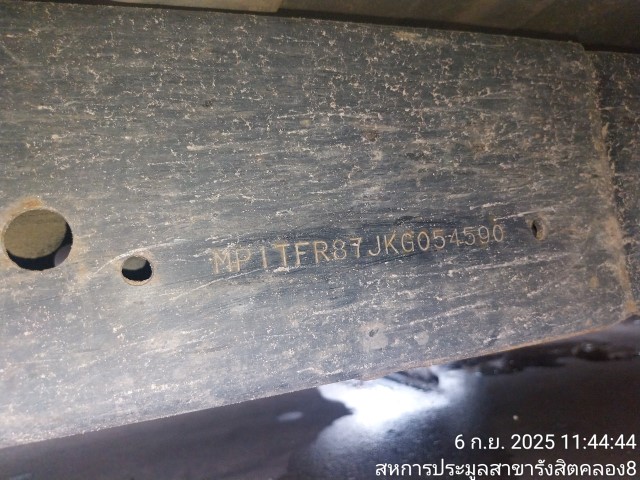 MP1TFR87JKG054590
6 ก.ย. 2025 11:44:44
สหการประมูลสาขารังสิตคลอง8